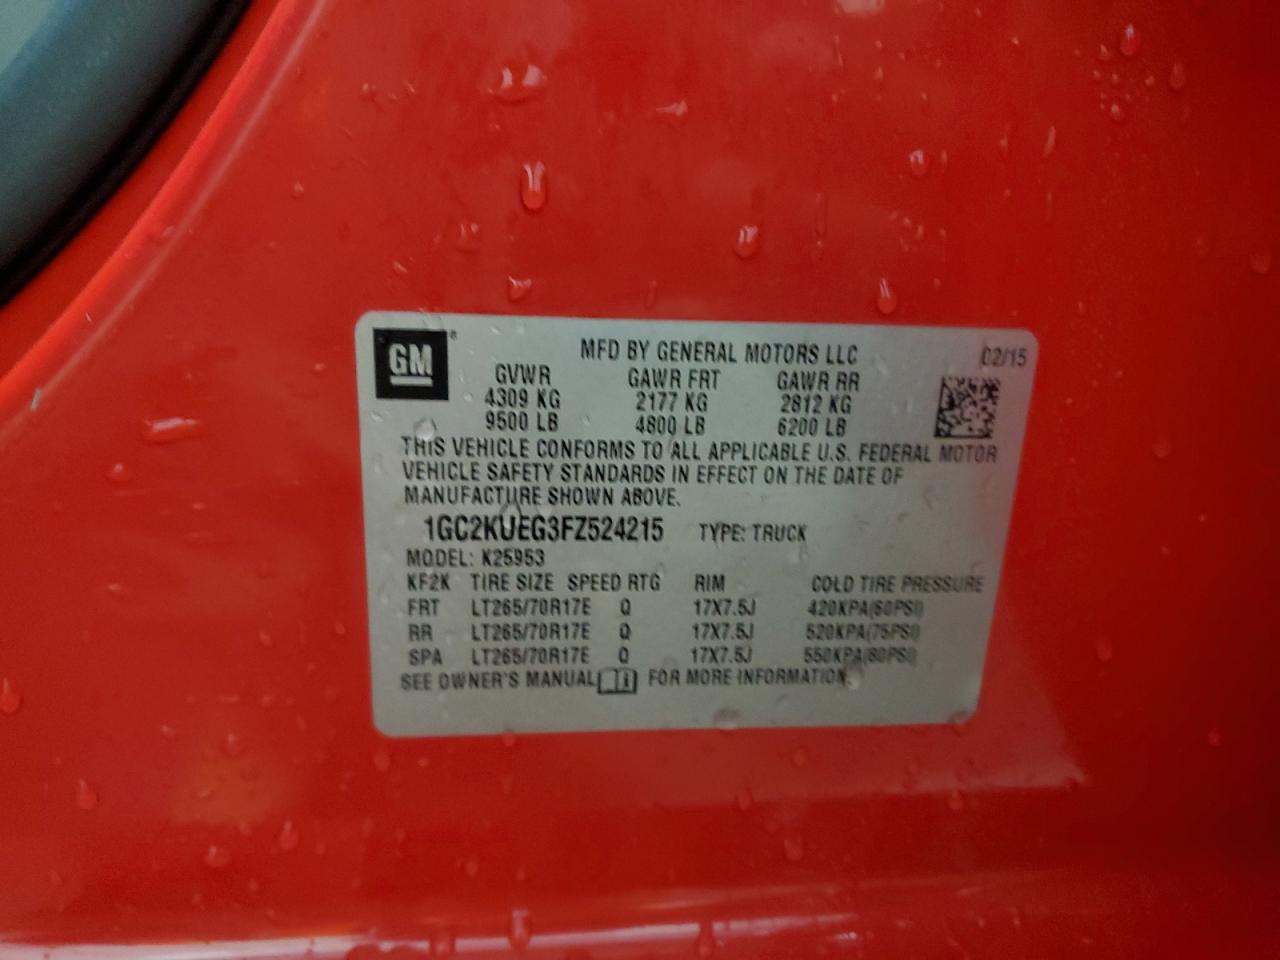 GM®
MFD BY GENERAL MOTORS LLC 02/15
GVWR GAWR FRT GAWR RR
4309 KG 2177 KG 2812 KG
9500 LB 4800 LB 6200 LB
THIS VEHICLE CONFORMS TO ALL APPLICABLE U.S. FEDERAL MOTOR
VEHICLE SAFETY STANDARDS IN EFFECT ON THE DATE OF
MANUFACTURE SHOWN ABOVE.
1GC2KUEG3FZ524215 TYPE: TRUCK
MODEL: K25953
KF2K TIRE SIZE SPEED RTG RIM COLD TIRE PRESSURE
FRT LT265/70R17E Q 17X7.5J 420KPA(60PSI)
RR LT265/70R17E Q 17X7.5J 520KPA(75PSI)
SPA LT265/70R17E Q 17X7.5J 550KPA(80PSI)
SEE OWNER'S MANUAL i FOR MORE INFORMATION.